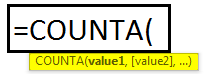 =COUNTA(
COUNTA(value1, [value2], ...)